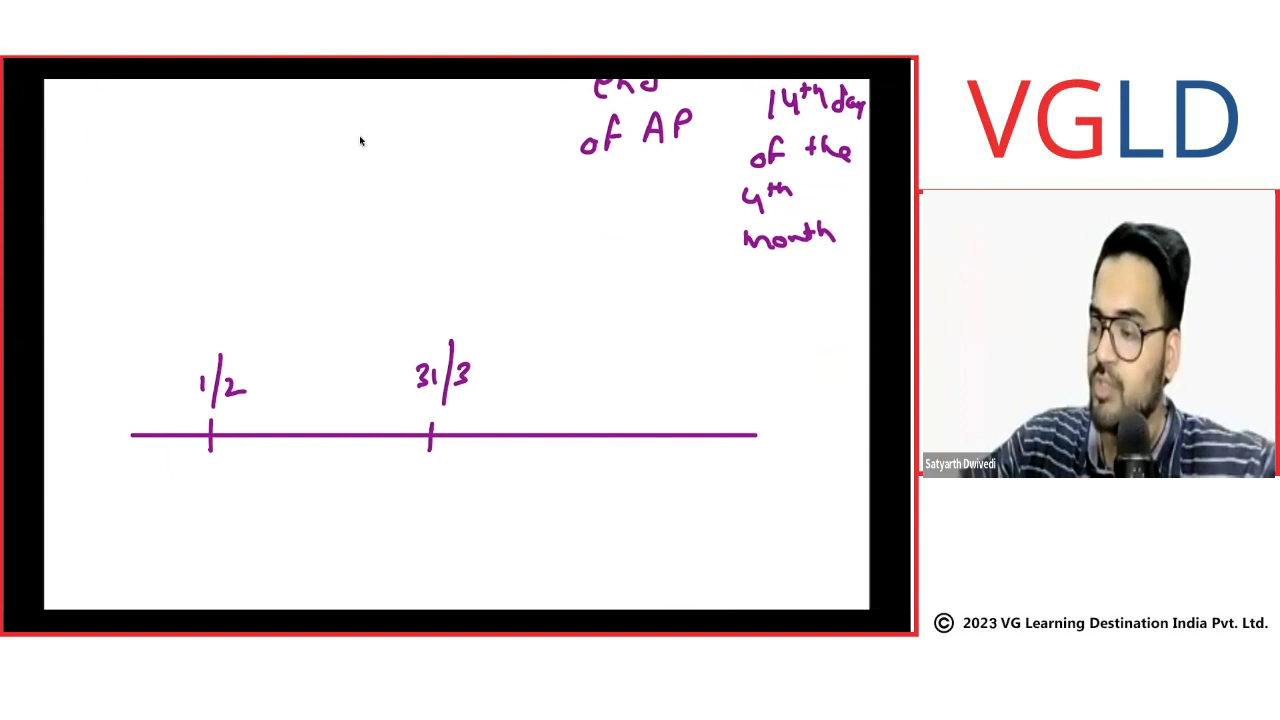 end
of AP
14th day
of the
4th
month
1/2
31/3
VGLD
Satyarth Dwivedi
© 2023 VG Learning Destination India Pvt. Ltd.